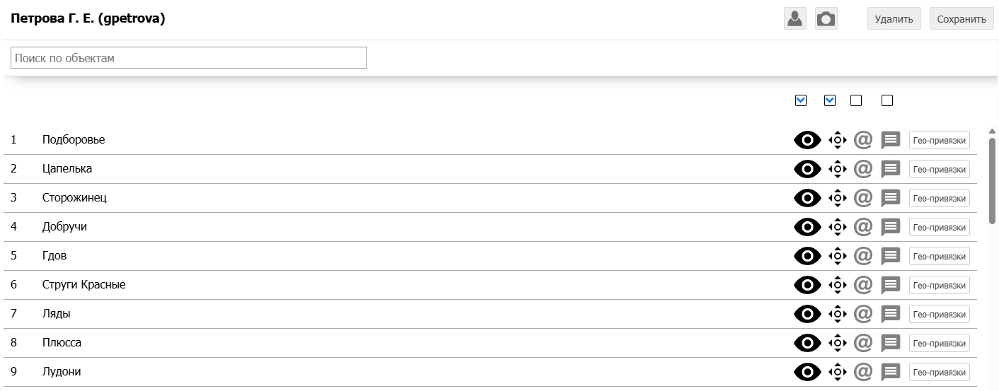 Петрова Г. Е. (gpetrova) Удалить Сохранить
Поиск по объектам
1 Подборовье @ Гео-привязки
2 Цапелька @ Гео-привязки
3 Сторожинец @ Гео-привязки
4 Добручи @ Гео-привязки
5 Гдов @ Гео-привязки
6 Струги Красные @ Гео-привязки
7 Ляды @ Гео-привязки
8 Плюсса @ Гео-привязки
9 Лудони @ Гео-привязки